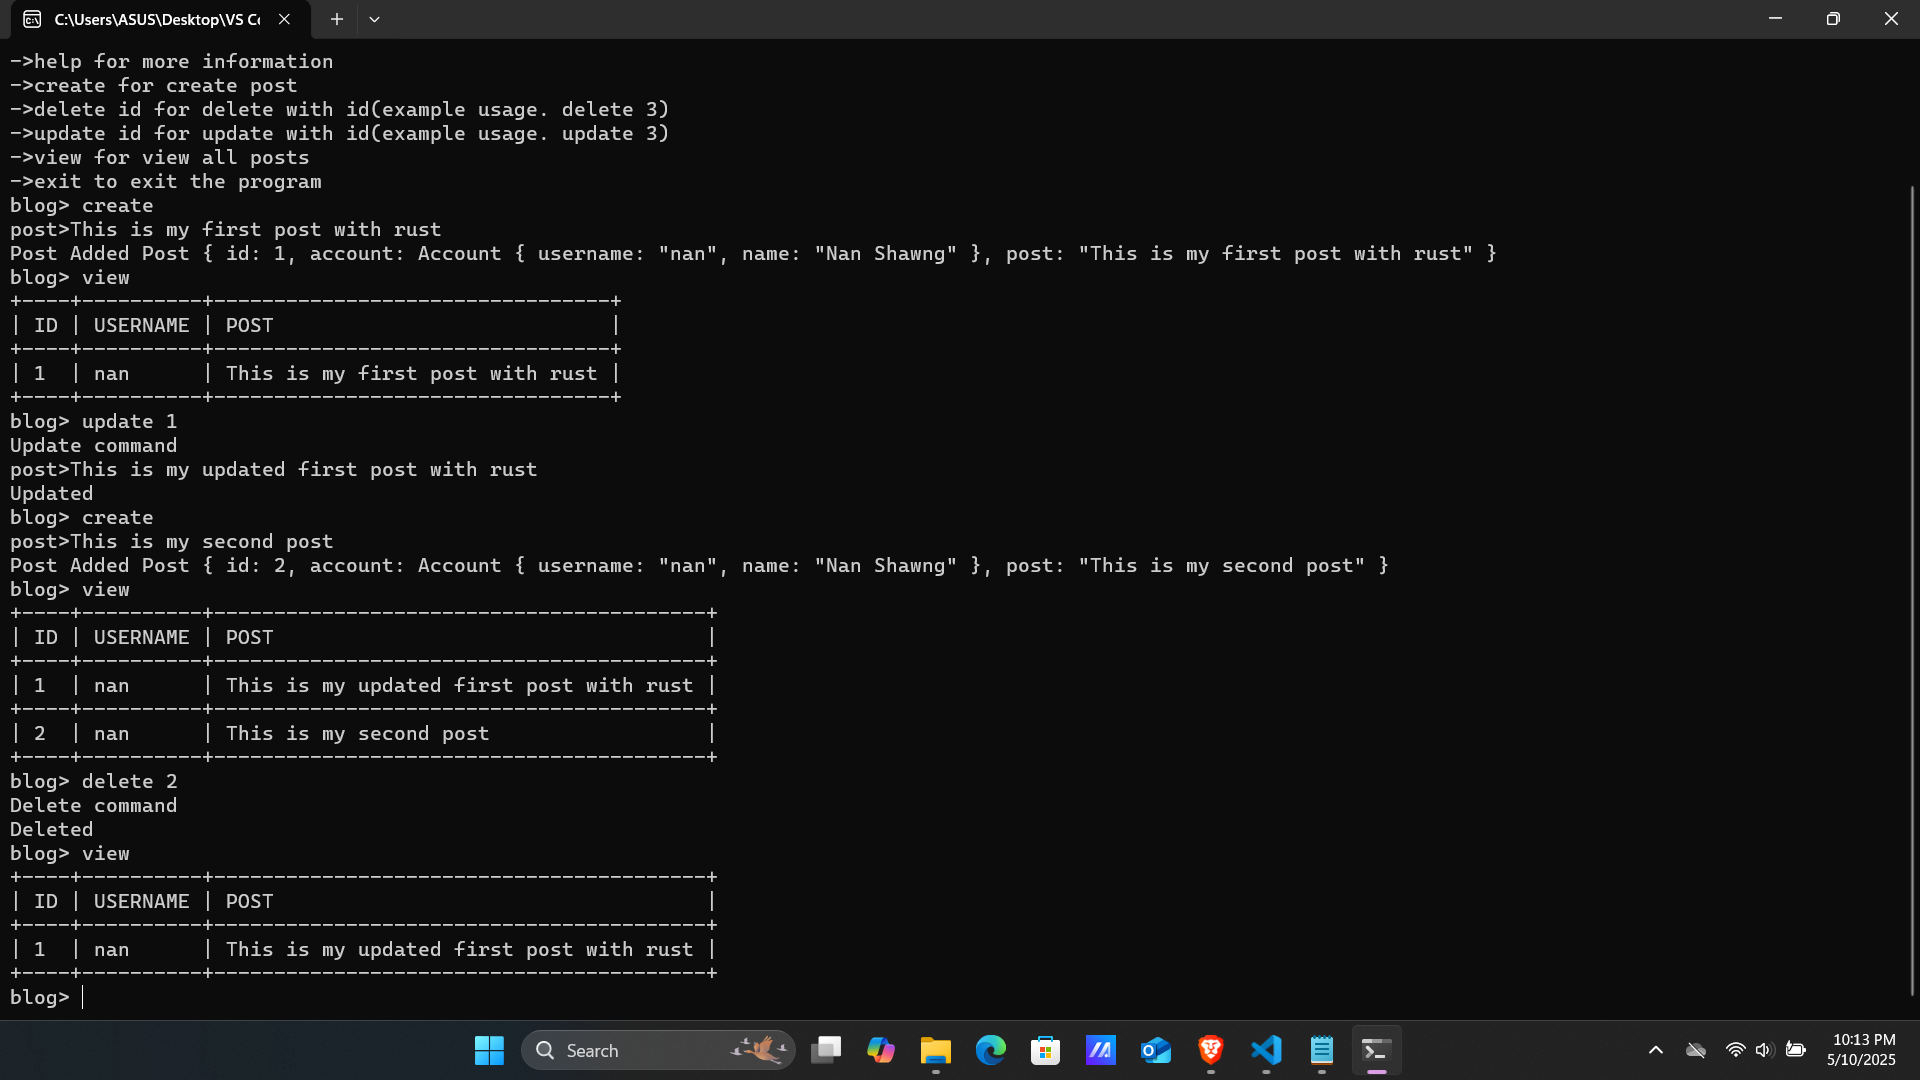 C:\Users\ASUS\Desktop\VS Co
->help for more information
->create for create post
->delete id for delete with id(example usage. delete 3)
->update id for update with id(example usage. update 3)
->view for view all posts
->exit to exit the program
blog> create
post>This is my first post with rust
Post Added Post { id: 1, account: Account { username: "nan", name: "Nan Shawng" }, post: "This is my first post with rust" }
blog> view
+----+----------+---------------------------------+
| ID | USERNAME | POST                            |
+----+----------+---------------------------------+
| 1  | nan      | This is my first post with rust |
+----+----------+---------------------------------+
blog> update 1
Update command
post>This is my updated first post with rust
Updated
blog> create
post>This is my second post
Post Added Post { id: 2, account: Account { username: "nan", name: "Nan Shawng" }, post: "This is my second post" }
blog> view
+----+----------+-----------------------------------------+
| ID | USERNAME | POST                                    |
+----+----------+-----------------------------------------+
| 1  | nan      | This is my updated first post with rust |
+----+----------+-----------------------------------------+
| 2  | nan      | This is my second post                  |
+----+----------+-----------------------------------------+
blog> delete 2
Delete command
Deleted
blog> view
+----+----------+-----------------------------------------+
| ID | USERNAME | POST                                    |
+----+----------+-----------------------------------------+
| 1  | nan      | This is my updated first post with rust |
+----+----------+-----------------------------------------+
blog>
Search
10:13 PM
5/10/2025